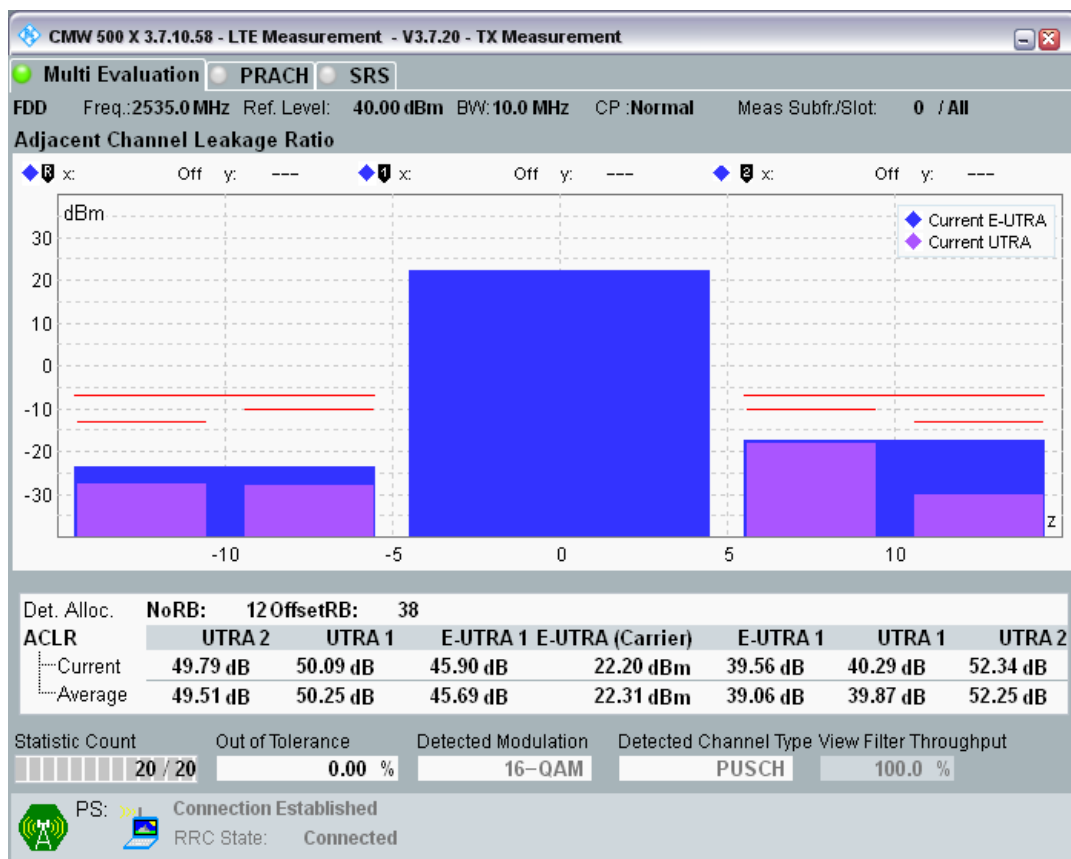 CMW 500 X 3.7.10.58 - LTE Measurement - V3.7.20 - TX Measurement
Multi Evaluation PRACH SRS
FDD Freq.:2535.0 MHz Ref. Level: 40.00 dBm BW: 10.0 MHz CP :Normal Meas Subfr./Slot: 0 / All
Adjacent Channel Leakage Ratio
R x: Off y: --- 1 x: Off y: --- 2 x: Off y: ---
dBm
Current E-UTRA
Current UTRA
30
20
10
0
-10
-20
-30
z
-10 -5 0 5 10
Det. Alloc. NoRB: 12 OffsetRB: 38
ACLR UTRA 2 UTRA 1 E-UTRA 1 E-UTRA (Carrier) E-UTRA 1 UTRA 1 UTRA 2
Current 49.79 dB 50.09 dB 45.90 dB 22.20 dBm 39.56 dB 40.29 dB 52.34 dB
Average 49.51 dB 50.25 dB 45.69 dB 22.31 dBm 39.06 dB 39.87 dB 52.25 dB
Statistic Count Out of Tolerance Detected Modulation Detected Channel Type View Filter Throughput
20 / 20 0.00 % 16-QAM PUSCH 100.0 %
PS: Connection Established
RRC State: Connected